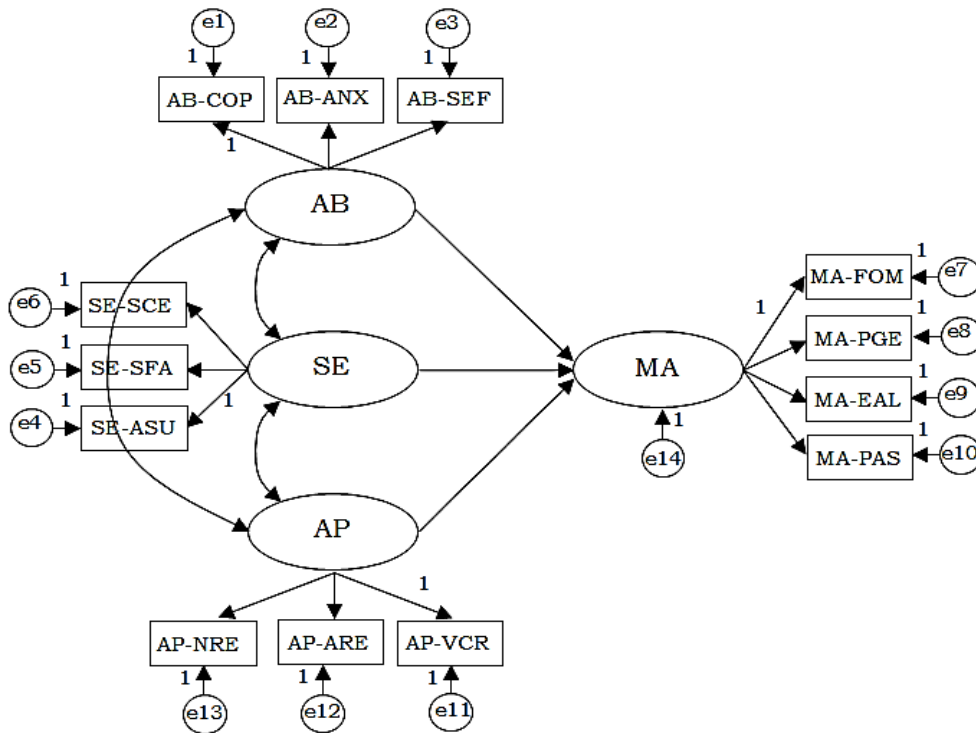 e1
e2
e3
1
1
1
AB-COP
AB-ANX
AB-SEF
1
AB
1
e6
SE-SCE
1
e5
SE-SFA
1
e4
SE-ASU
1
SE
MA
1
e14
1
1
MA-FOM
e7
1
MA-PGE
e8
1
MA-EAL
e9
1
MA-PAS
e10
AP
1
AP-NRE
AP-ARE
AP-VCR
1
1
1
e13
e12
e11